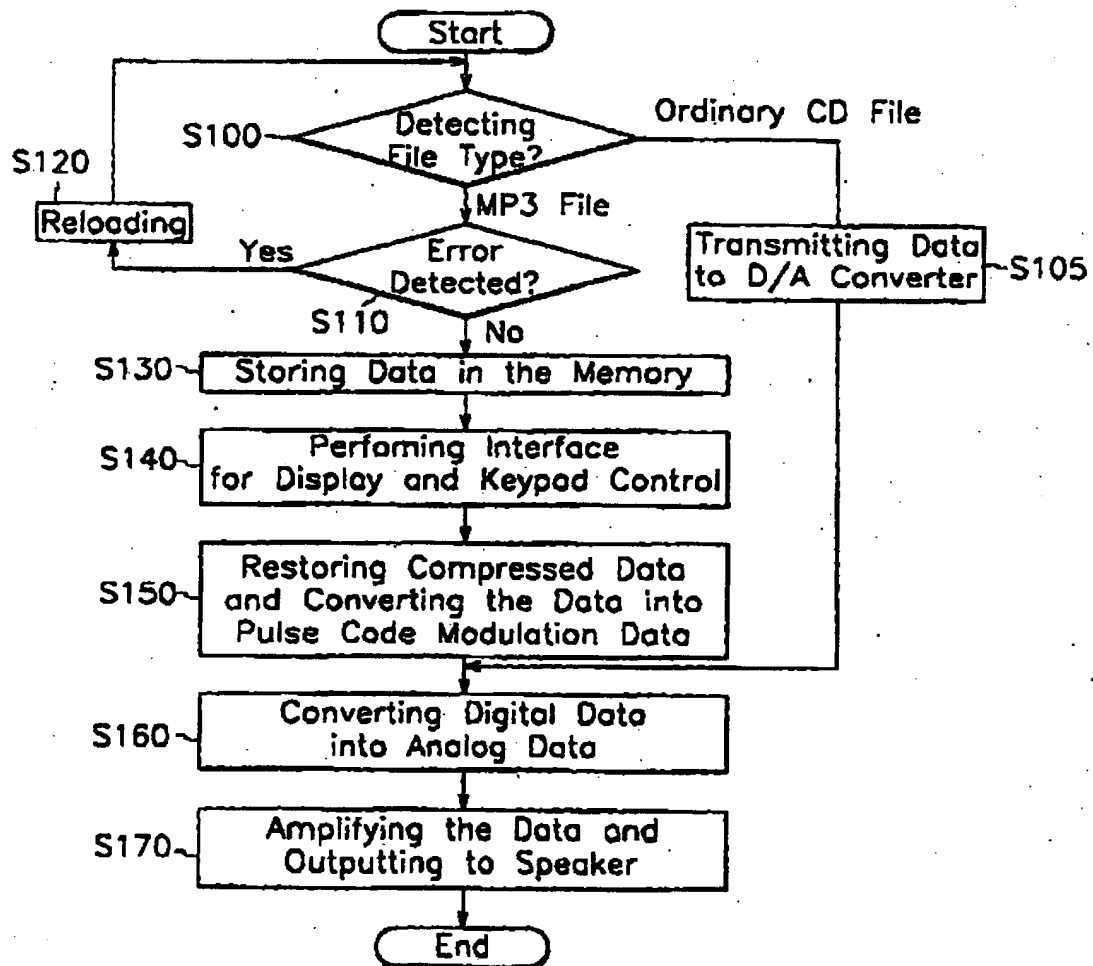 Start
Ordinary CD File
S100
Detecting
File Type?
S120
Reloading
MP3 File
Yes
Error
Detected?
S110
No
Transmitting Data
to D/A Converter
S105
S130
Storing Data in the Memory
S140
Perfoming Interface
for Display and Keypad Control
S150
Restoring Compressed Data
and Converting the Data into
Pulse Code Modulation Data
S160
Converting Digital Data
into Analog Data
S170
Amplifying the Data and
Outputting to Speaker
End